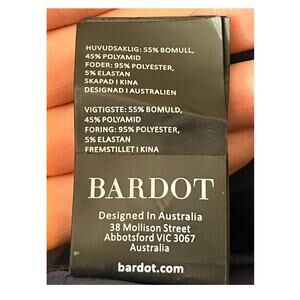 HUVUDSAKLIG: 55% BOMULL,
45% POLYAMID
FODER: 95% POLYESTER,
5% ELASTAN
SKAPAD I KINA
DESIGNAD I AUSTRALIEN
VIGTIGSTE: 55% BOMULD,
45% POLYAMID
FORING: 95% POLYESTER,
5% ELASTAN
FREMSTILLET I KINA
BARDOT
Designed In Australia
38 Mollison Street
Abbotsford VIC 3067
Australia
bardot.com